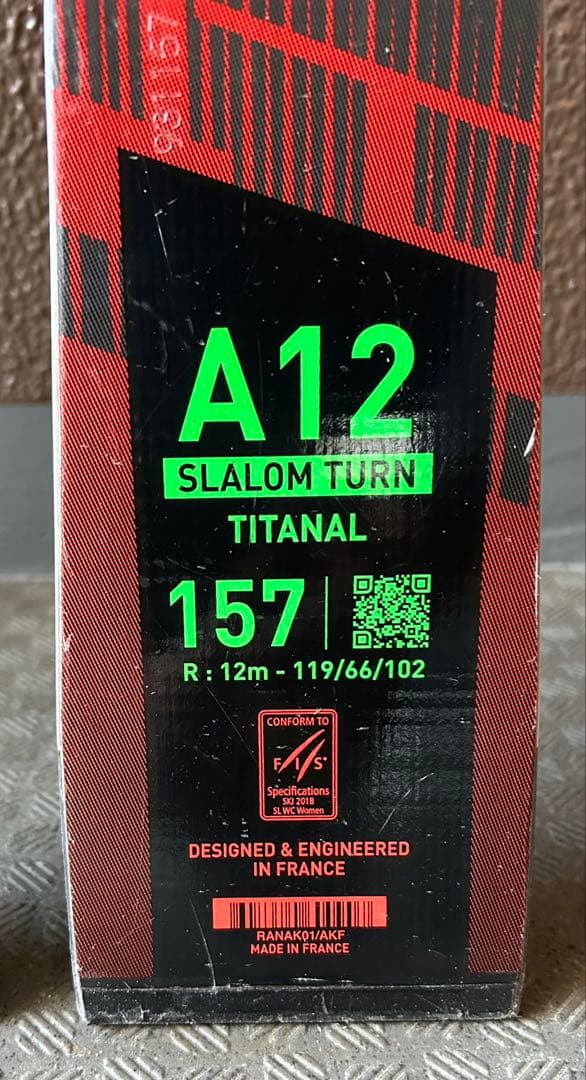 931157
A12
SLALOM TURN
TITANAL
157
R : 12m - 119/66/102
CONFORM TO
FIS
Specifications
SKI 2018
SL WC Women
DESIGNED & ENGINEERED
IN FRANCE
RANAK01/AKF
MADE IN FRANCE